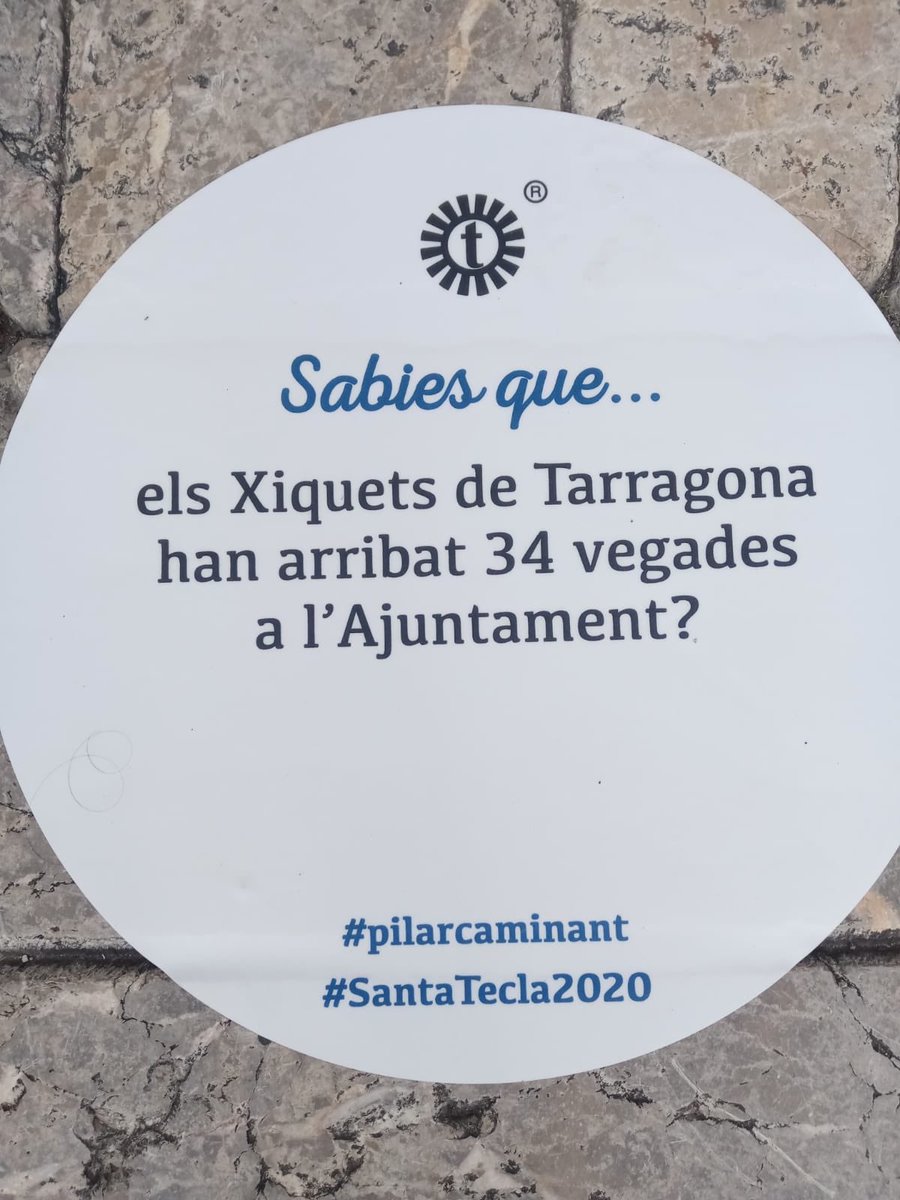 ®
t
Sabies que...
els Xiquets de Tarragona
han arribat 34 vegades
a l'Ajuntament?
#pilarcaminant
#SantaTecla2020